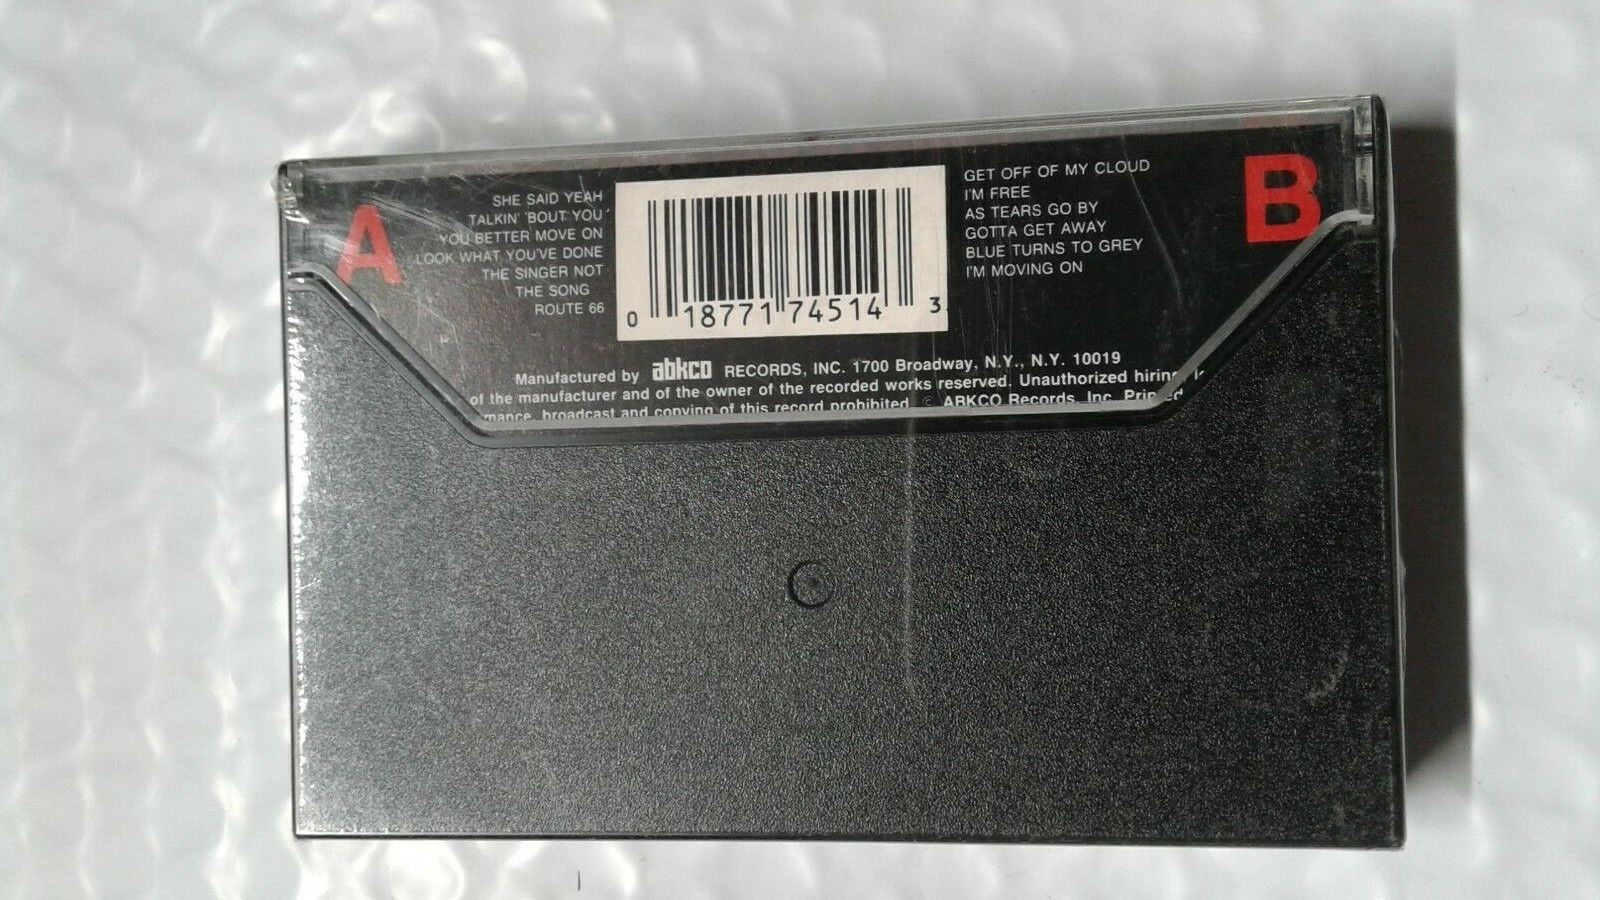 A
SHE SAID YEAH
TALKIN' 'BOUT YOU
YOU BETTER MOVE ON
LOOK WHAT YOU'VE DONE
THE SINGER NOT
THE SONG
ROUTE 66
0 18771 74514 3
GET OFF OF MY CLOUD
I'M FREE
AS TEARS GO BY
GOTTA GET AWAY
BLUE TURNS TO GREY
I'M MOVING ON
B
Manufactured by abkco RECORDS, INC. 1700 Broadway, N.Y., N.Y. 10019
of the manufacturer and of the owner of the recorded works reserved. Unauthorized hiring,
mance, broadcast and copying of this record prohibited. © ABKCO Records, Inc. Printed